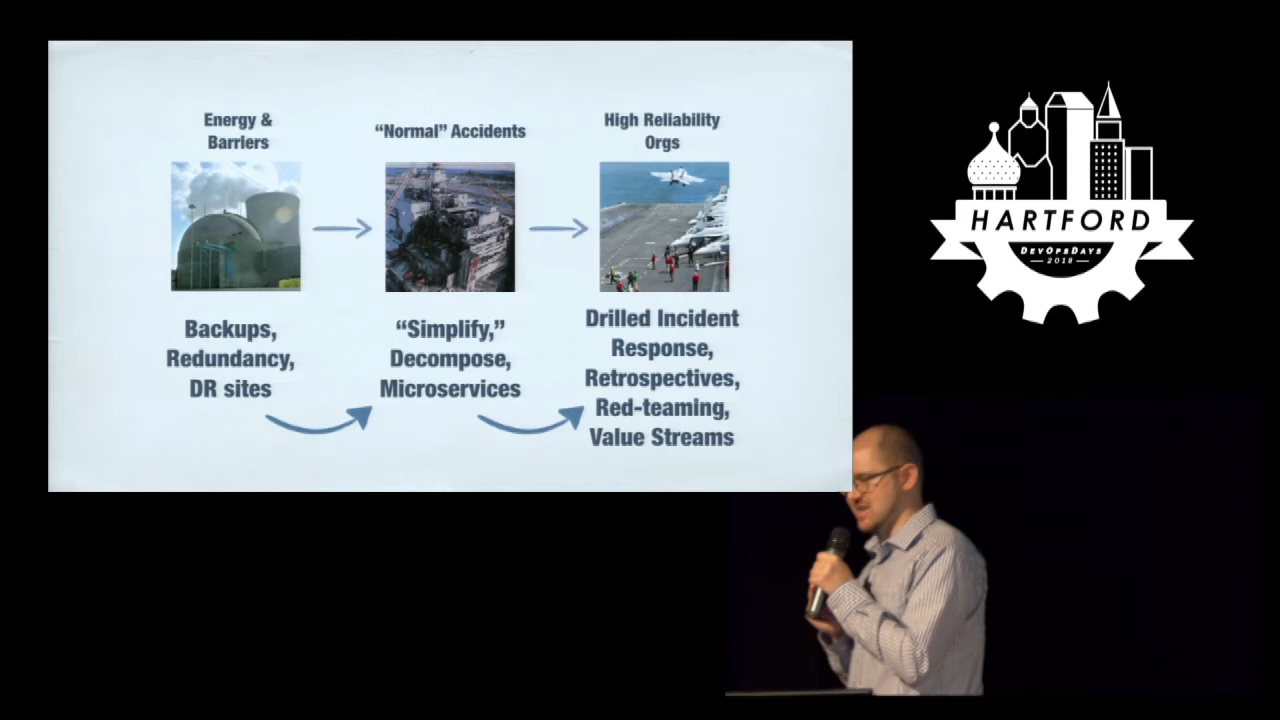 Energy &
Barriers
“Normal” Accidents
High Reliability
Orgs
Backups,
Redundancy,
DR sites
“Simplify,”
Decompose,
Microservices
Drilled Incident
Response,
Retrospectives,
Red-teaming,
Value Streams
HARTFORD
DEVOPSDAYS
2018